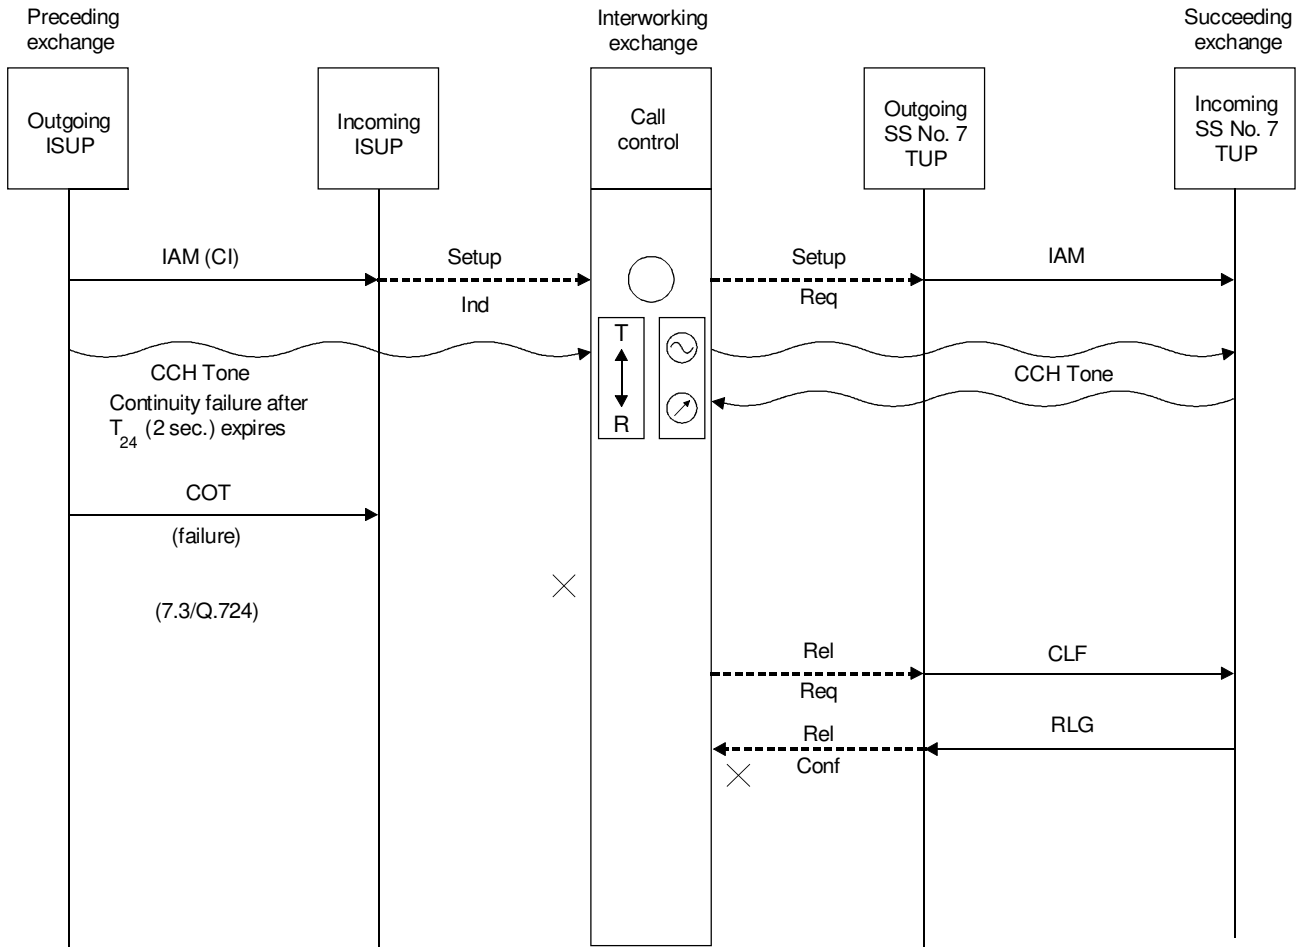 Preceding
exchange
Interworking
exchange
Succeeding
exchange
Outgoing
ISUP
Incoming
ISUP
Call
control
Outgoing
SS No. 7
TUP
Incoming
SS No. 7
TUP
IAM (CI)
Setup
Ind
Setup
Req
IAM
T
R
CCH Tone
CCH Tone
Continuity failure after
T24 (2 sec.) expires
COT
(failure)
(7.3/Q.724)
Rel
Req
CLF
Rel
Conf
RLG